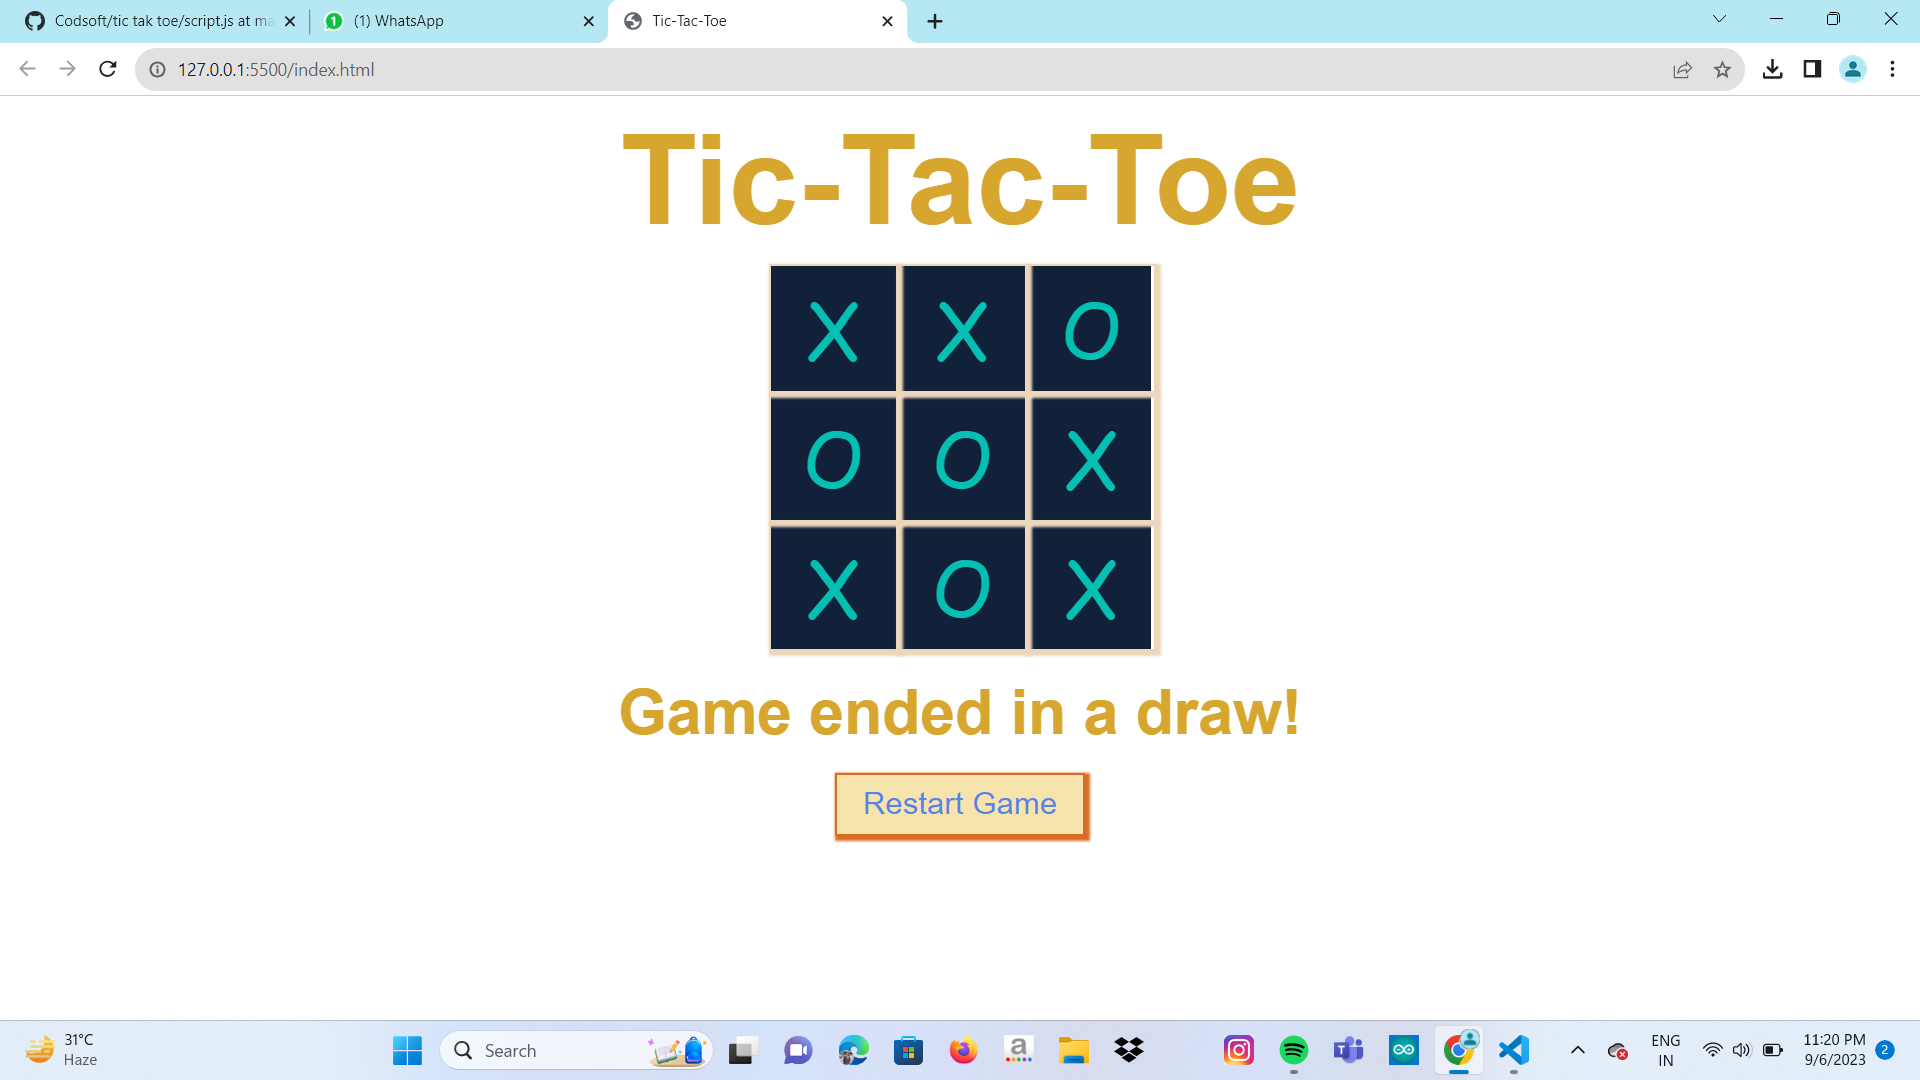 Codsoft/tic tak toe/script.js at ma
1 (1) WhatsApp
Tic-Tac-Toe
127.0.0.1:5500/index.html
Tic-Tac-Toe
X X O
O O X
X O X
Game ended in a draw!
Restart Game
31°C
Haze
Search
a
ENG
IN
11:20 PM
9/6/2023
2